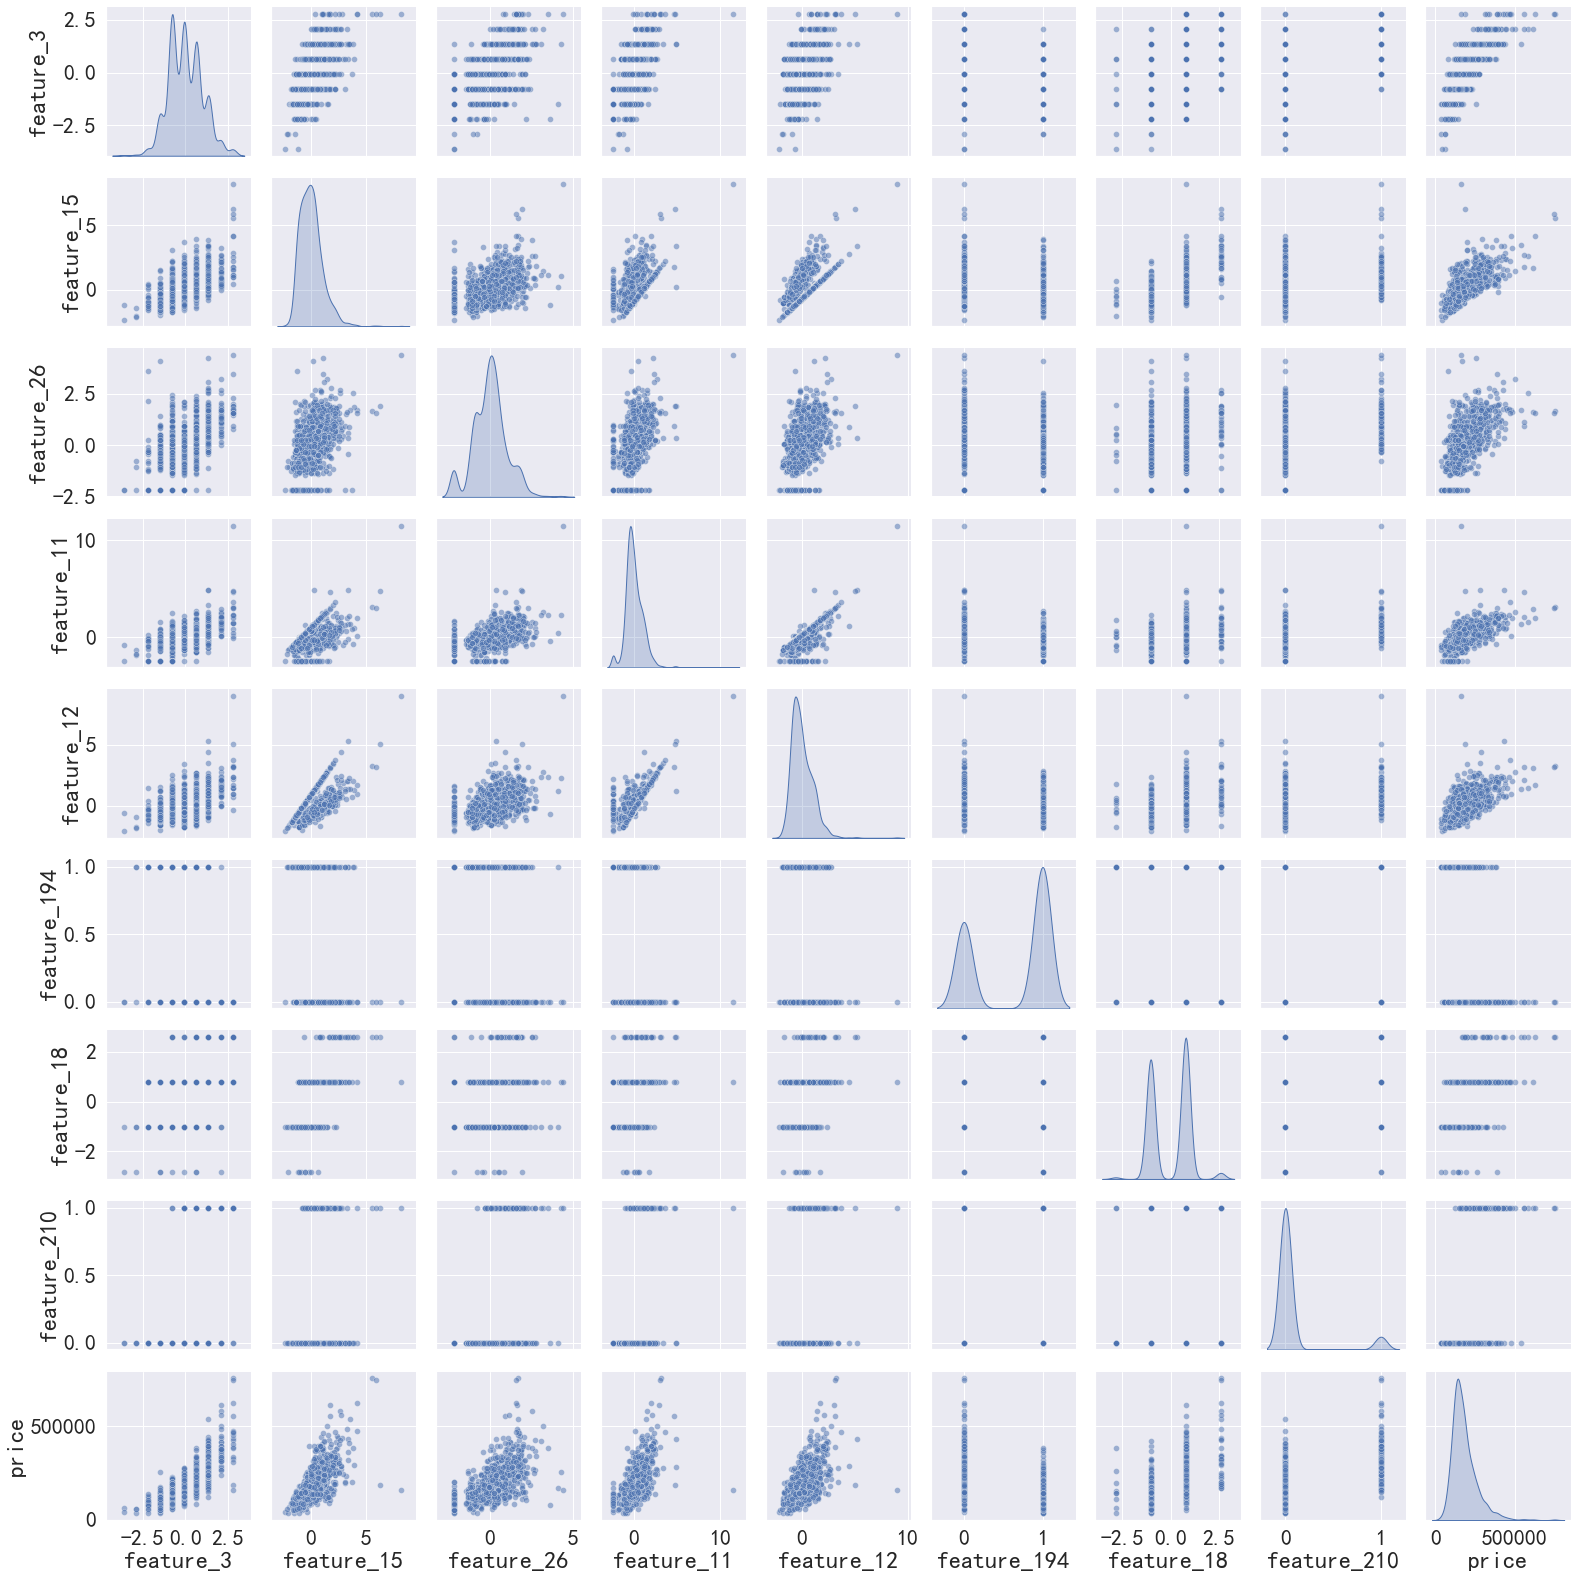 feature_3
2.5
0.0
−2.5
feature_15
5
0
feature_26
2.5
0.0
−2.5
feature_11
10
0
feature_12
5
0
feature_194
1.0
0.5
0.0
feature_18
2
0
−2
feature_210
1.0
0.5
0.0
price
500000
0
−2.5 0.0 2.5
0 5
0 5
0 10
0 10
0 1
−2.5 0.0 2.5
0 1
0 500000
feature_3 feature_15 feature_26 feature_11 feature_12 feature_194 feature_18 feature_210 price